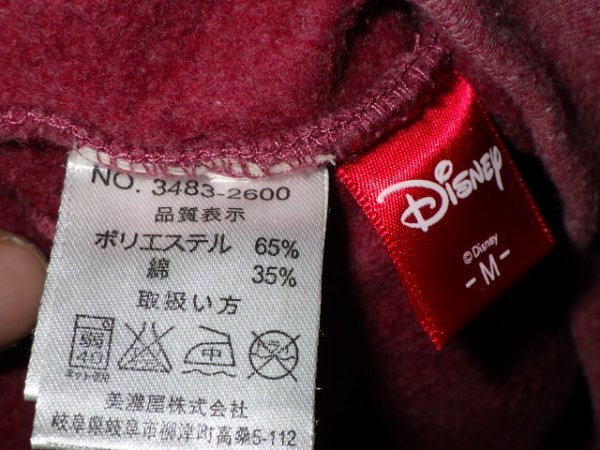 NO. 3483-2600
品質表示
ポリエステル 65%
綿 35%
取扱い方
弱
40
中
美濃屋株式会社
岐阜県岐阜市柳津町高桑5-112
Disney
© Disney
- M -